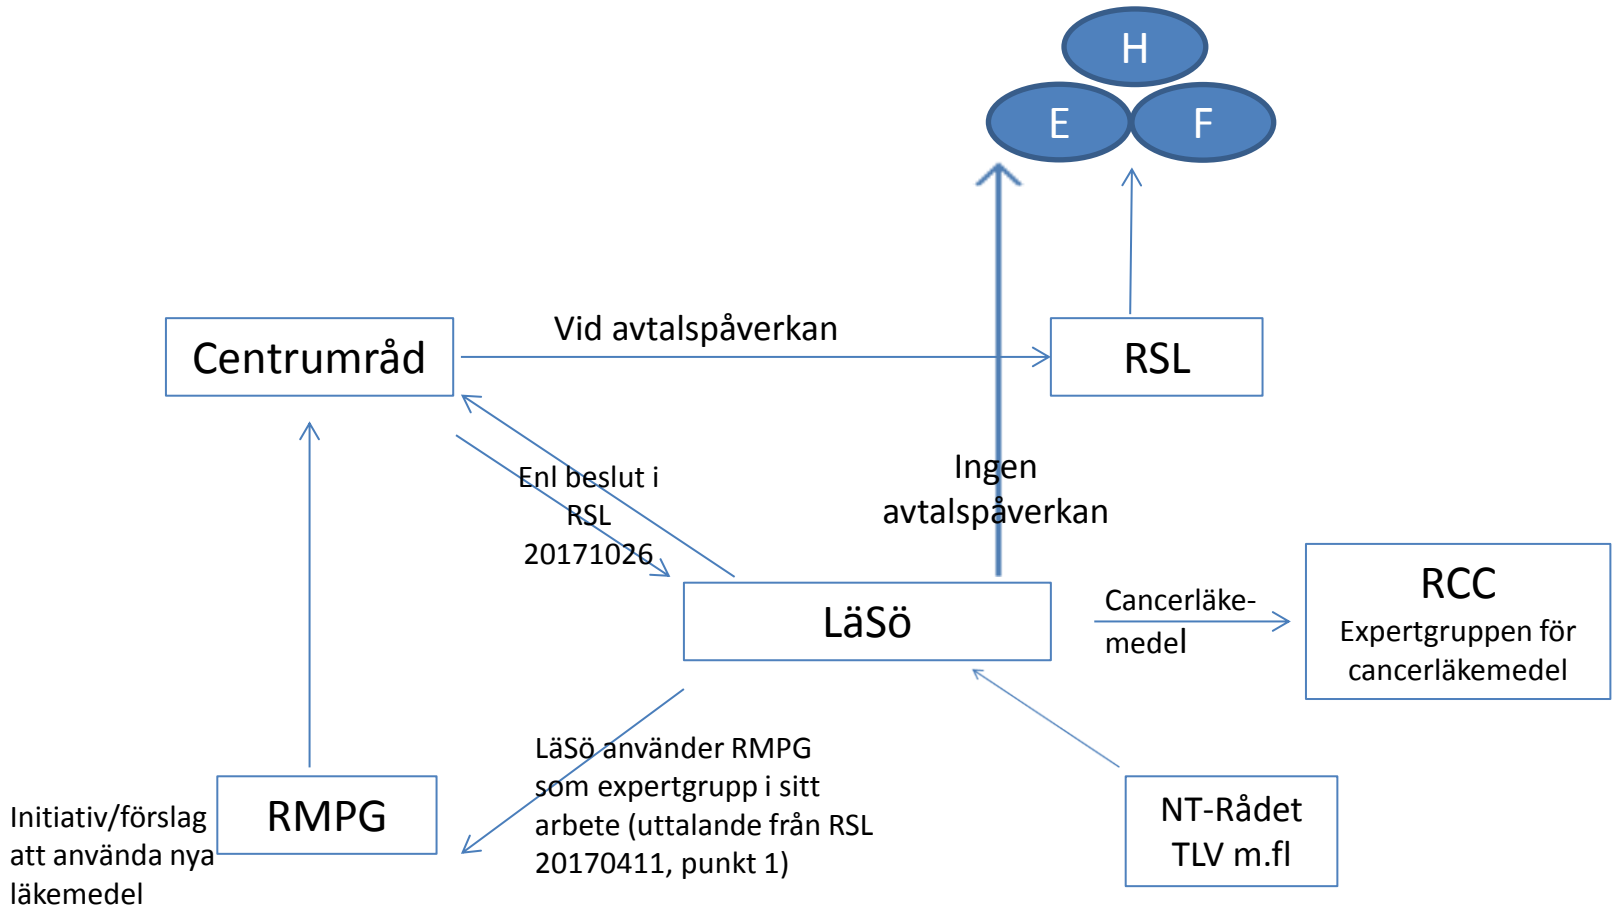 H
E
F
Centrumråd
Vid avtalspåverkan
RSL
Enl beslut i
RSL
20171026
Ingen
avtalspåverkan
LäSö
Cancerläke-
medel
RCC
Expertgruppen för
cancerläkemedel
Initiativ/förslag
att använda nya
läkemedel
RMPG
LäSö använder RMPG
som expertgrupp i sitt
arbete (uttalande från RSL
20170411, punkt 1)
NT-Rådet
TLV m.fl